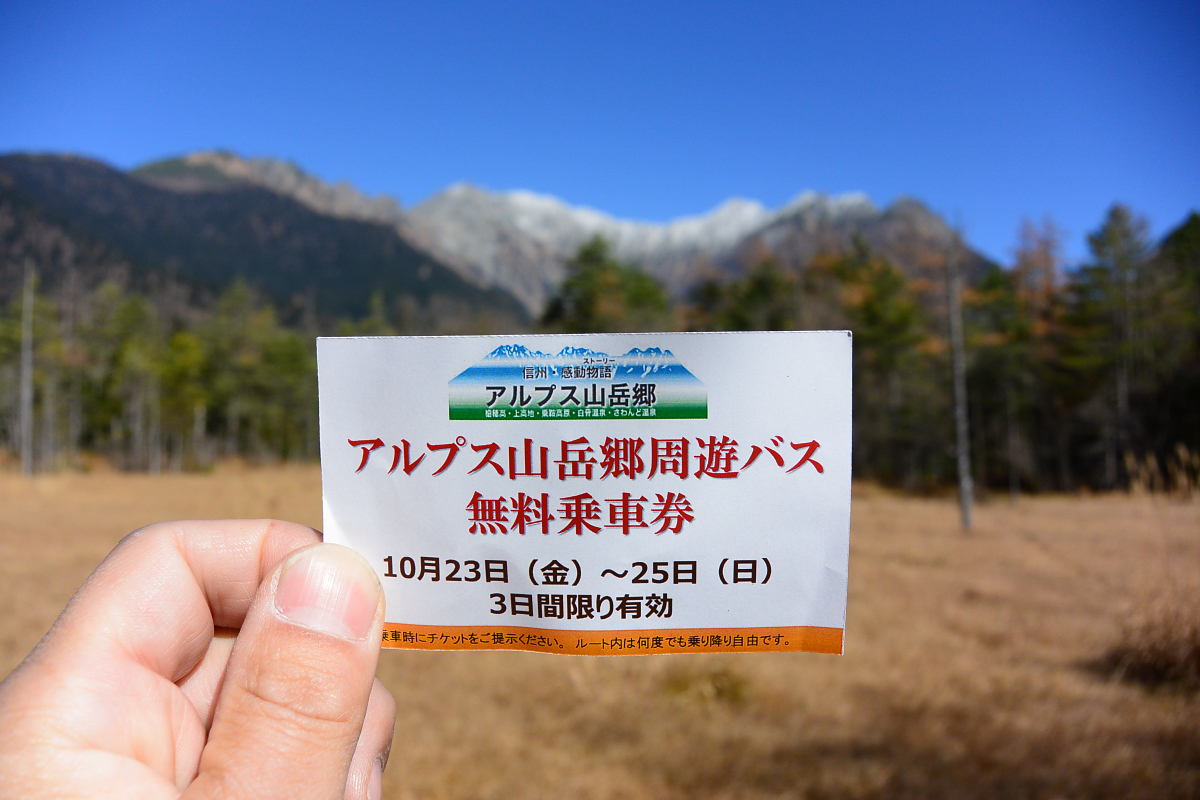 ストーリー
信州・感動物語
アルプス山岳郷
乗鞍高原・白骨温泉・さわんど温泉
アルプス山岳郷周遊バス
無料乗車券
10月23日（金）～25日（日）
3日間限り有効
乗車時にチケットをご提示ください。 ルート内は何度でも乗り降り自由です。